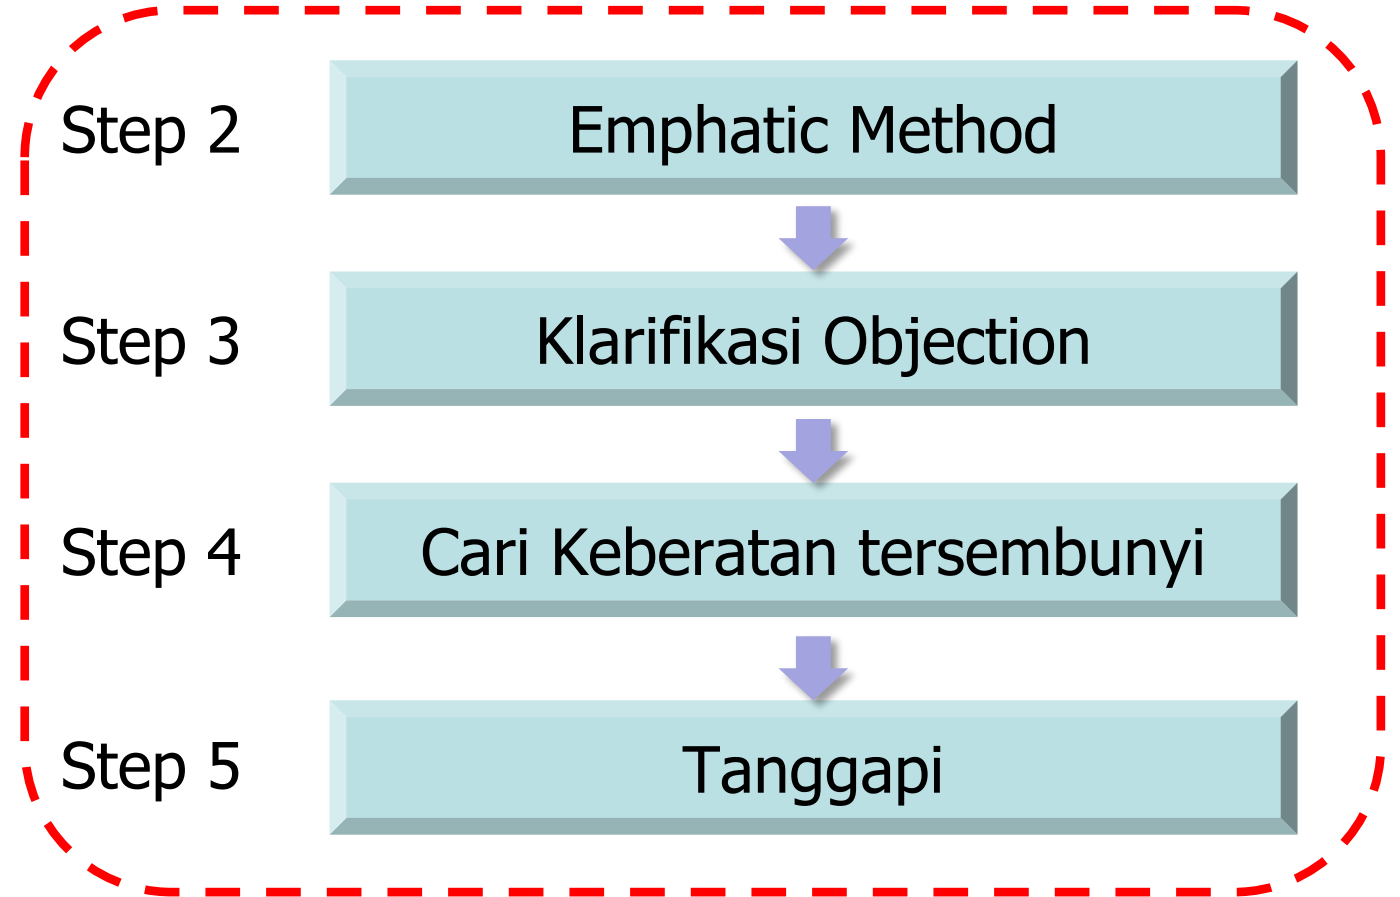 Step 2 Emphatic Method
Step 3 Klarifikasi Objection
Step 4 Cari Keberatan tersembunyi
Step 5 Tanggapi